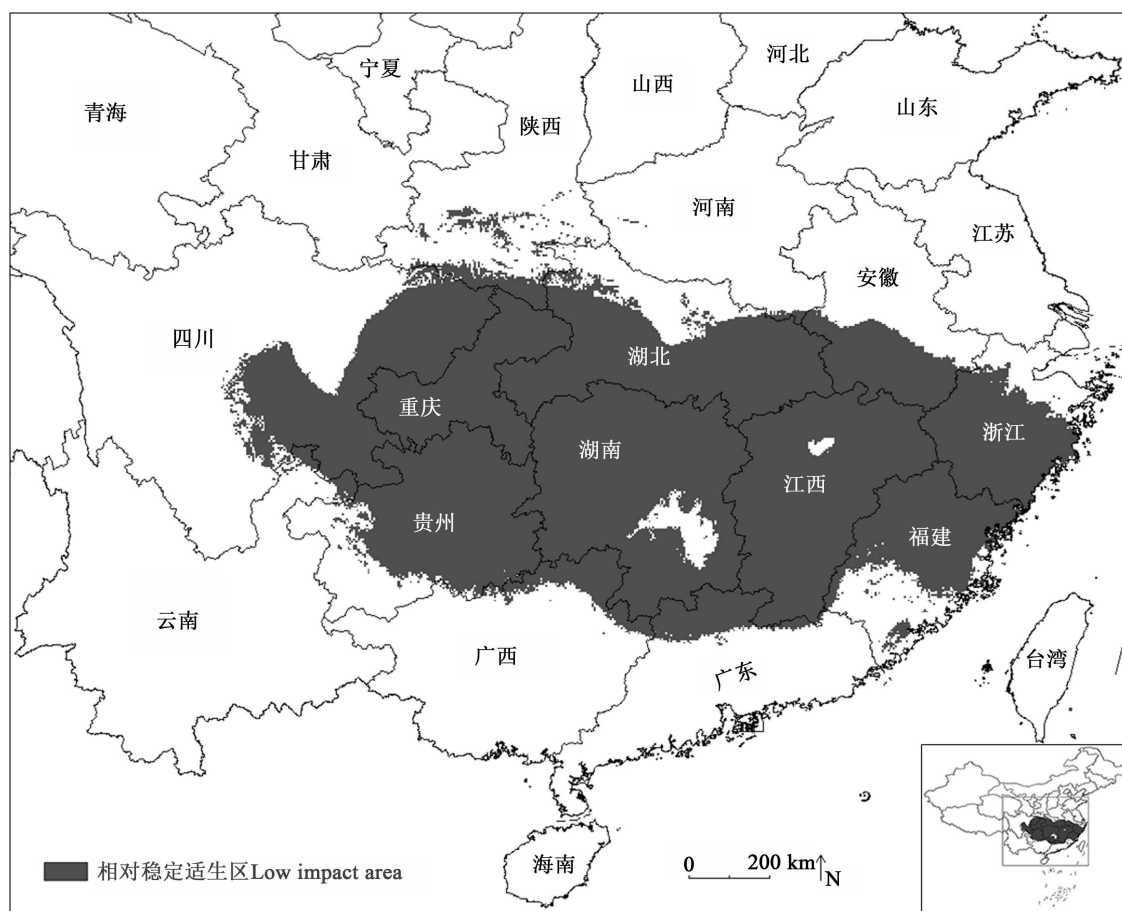 河北
宁夏
山西
山东
青海
陕西
甘肃
河南
江苏
安徽
四川
湖北
重庆
浙江
湖南
江西
贵州
福建
云南
广西
台湾
广东
海南
相对稳定适生区Low impact area
0 200 km N